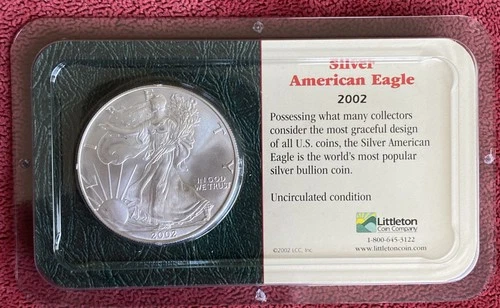 Silver
American Eagle
2002
Possessing what many collectors
consider the most graceful design
of all U.S. coins, the Silver American
Eagle is the world's most popular
silver bullion coin.
Uncirculated condition
Littleton
Coin Company
1-800-645-3122
www.littletoncoin.com
©2002 LCC, Inc.
L I T Y
IN GOD
WE TRUST
2002